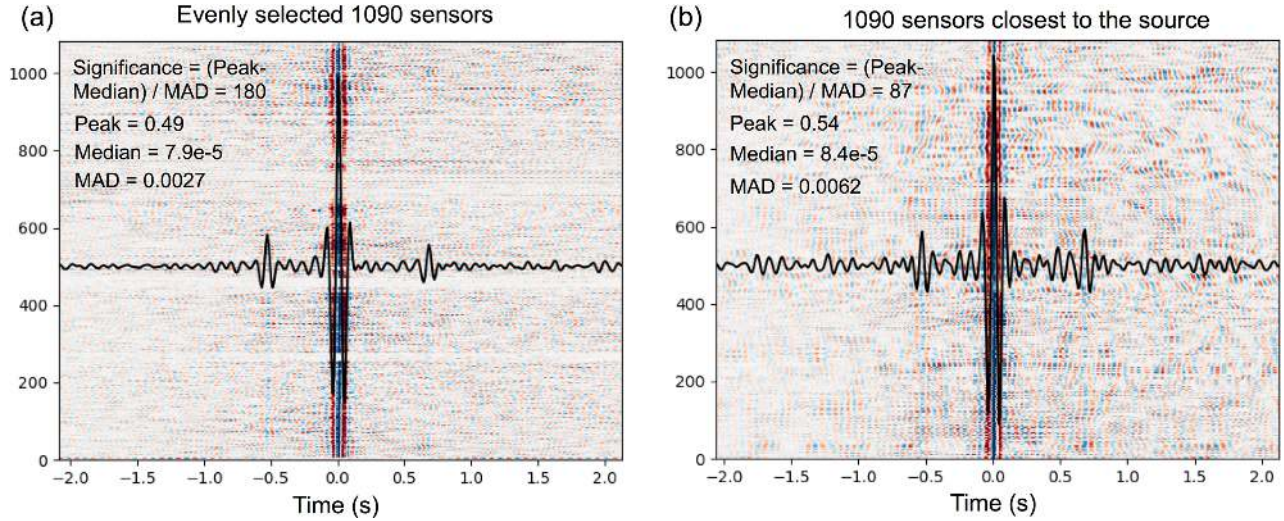 (a) Evenly selected 1090 sensors
Significance = (Peak-
Median) / MAD = 180
Peak = 0.49
Median = 7.9e-5
MAD = 0.0027
1000
800
600
400
200
0
−2.0 −1.5 −1.0 −0.5 0.0 0.5 1.0 1.5 2.0
Time (s)
(b) 1090 sensors closest to the source
Significance = (Peak-
Median) / MAD = 87
Peak = 0.54
Median = 8.4e-5
MAD = 0.0062
1000
800
600
400
200
0
−2.0 −1.5 −1.0 −0.5 0.0 0.5 1.0 1.5 2.0
Time (s)